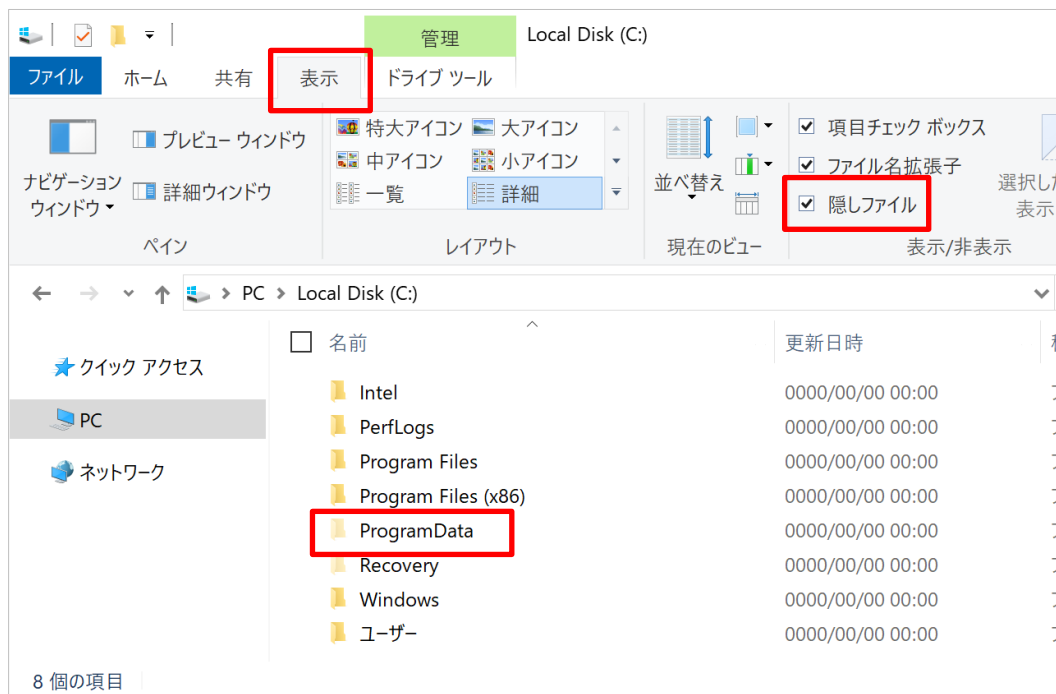 管理 Local Disk (C:)
ファイル ホーム 共有 表示 ドライブ ツール
ナビゲーション
ウィンドウ
プレビュー ウィンドウ
詳細ウィンドウ
ペイン
特大アイコン 大アイコン
中アイコン 小アイコン
一覧 詳細
レイアウト
並べ替え
現在のビュー
項目チェック ボックス
ファイル名拡張子
隠しファイル
選択した
表示
表示/非表示
PC Local Disk (C:)
クイック アクセス
PC
ネットワーク
名前 更新日時
Intel 0000/00/00 00:00
PerfLogs 0000/00/00 00:00
Program Files 0000/00/00 00:00
Program Files (x86) 0000/00/00 00:00
ProgramData 0000/00/00 00:00
Recovery 0000/00/00 00:00
Windows 0000/00/00 00:00
ユーザー 0000/00/00 00:00
8 個の項目